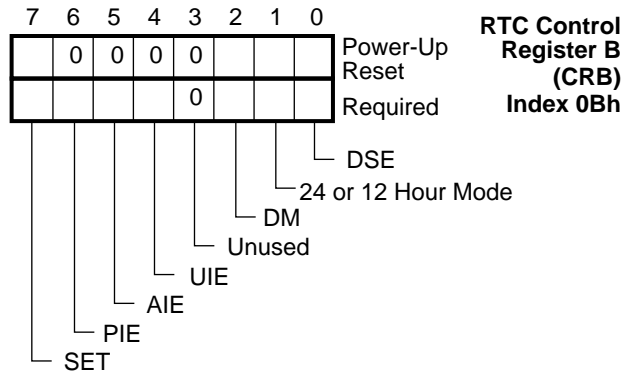 7 6 5 4 3 2 1 0
RTC Control
Register B
(CRB)
Index 0Bh
0 0 0 0
Power-Up
Reset
0
Required
DSE
24 or 12 Hour Mode
DM
Unused
UIE
AIE
PIE
SET